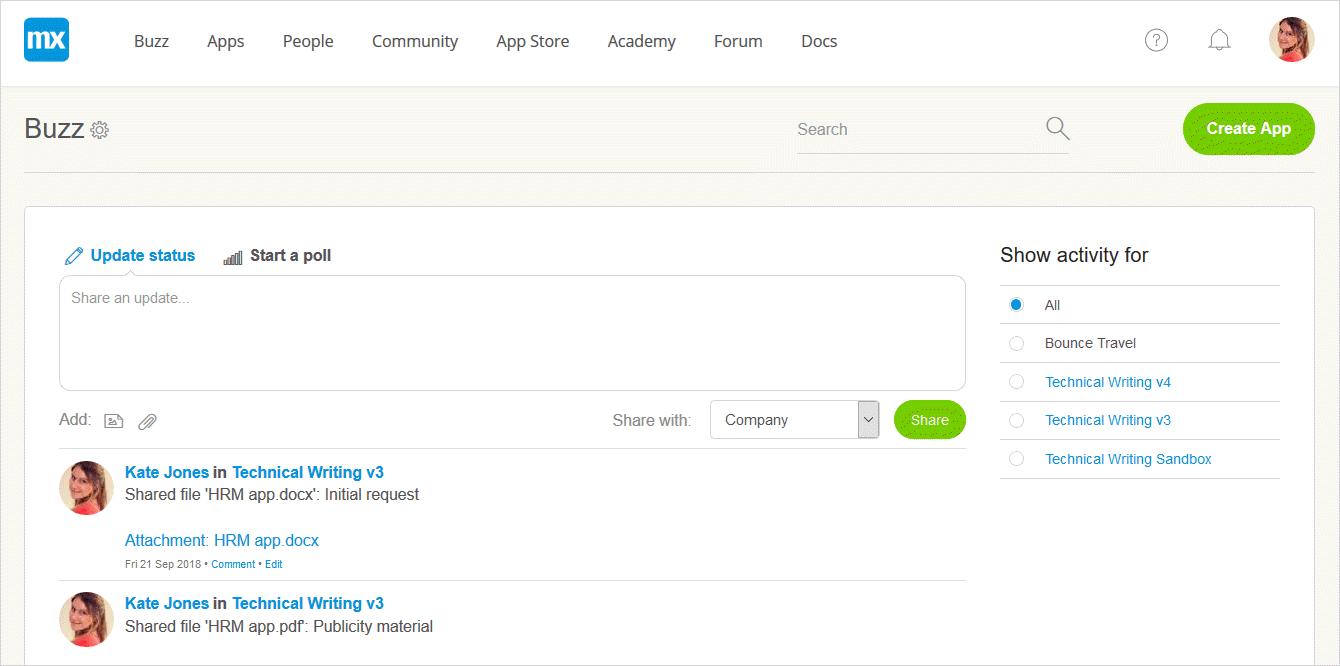 mx Buzz Apps People Community App Store Academy Forum Docs ?
Buzz Search Create App
Update status Start a poll
Share an update...
Add: Share with: Company Share
Kate Jones in Technical Writing v3
Shared file 'HRM app.docx': Initial request
Attachment: HRM app.docx
Fri 21 Sep 2018 • Comment • Edit
Kate Jones in Technical Writing v3
Shared file 'HRM app.pdf': Publicity material
Show activity for
All
Bounce Travel
Technical Writing v4
Technical Writing v3
Technical Writing Sandbox